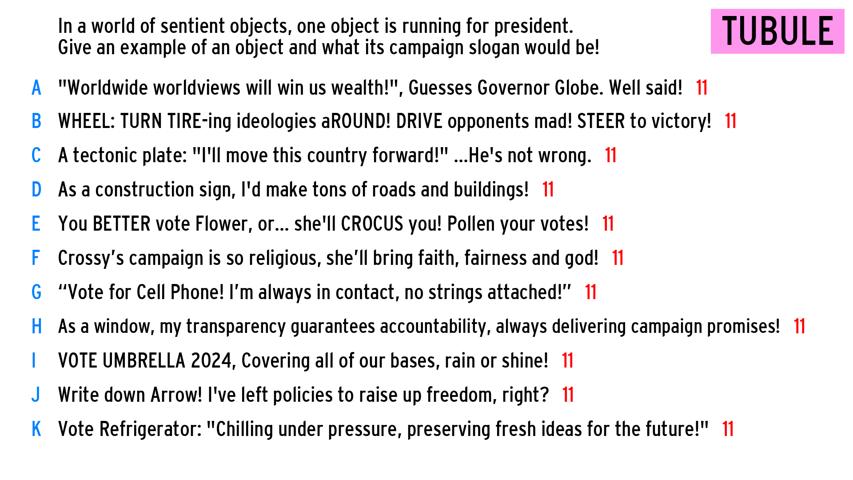 In a world of sentient objects, one object is running for president.
Give an example of an object and what its campaign slogan would be!
TUBULE
A "Worldwide worldviews will win us wealth!", Guesses Governor Globe. Well said! 11
B WHEEL: TURN TIRE-ing ideologies aROUND! DRIVE opponents mad! STEER to victory! 11
C A tectonic plate: "I'll move this country forward!" ...He's not wrong. 11
D As a construction sign, I'd make tons of roads and buildings! 11
E You BETTER vote Flower, or... she'll CROCUS you! Pollen your votes! 11
F Crossy’s campaign is so religious, she’ll bring faith, fairness and god! 11
G “Vote for Cell Phone! I’m always in contact, no strings attached!” 11
H As a window, my transparency guarantees accountability, always delivering campaign promises! 11
I VOTE UMBRELLA 2024, Covering all of our bases, rain or shine! 11
J Write down Arrow! I've left policies to raise up freedom, right? 11
K Vote Refrigerator: "Chilling under pressure, preserving fresh ideas for the future!" 11